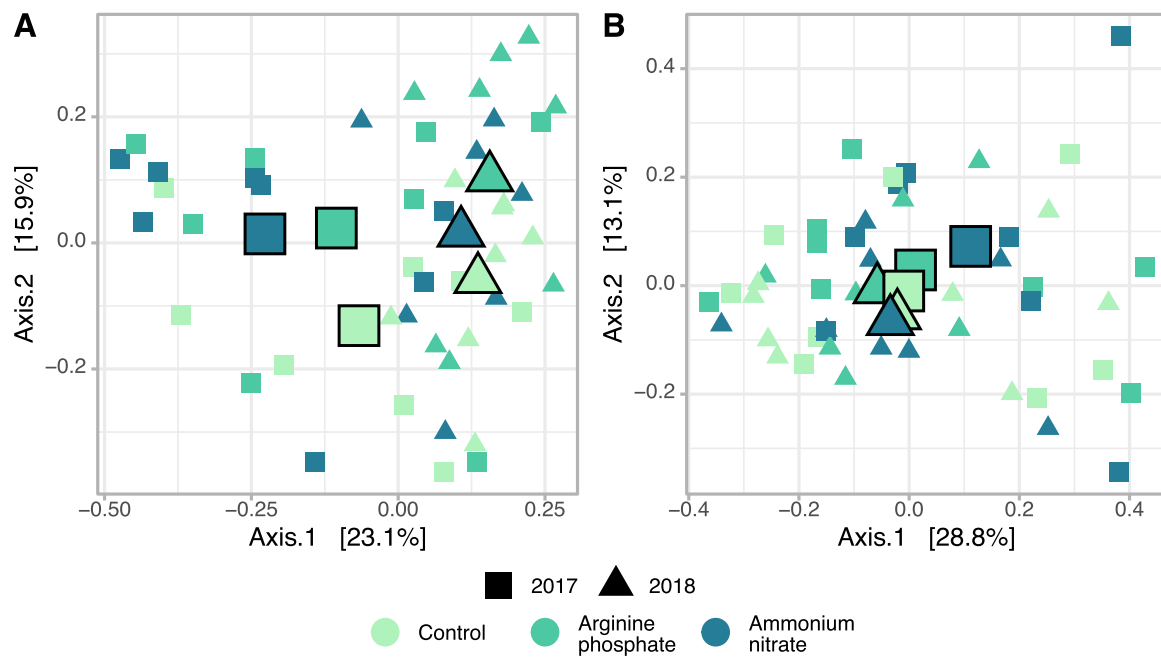 A
B
0.2
0.0
−0.2
Axis.2 [15.9%]
−0.50
−0.25
0.00
0.25
Axis.1 [23.1%]
0.4
0.2
0.0
−0.2
Axis.2 [13.1%]
−0.4
−0.2
0.0
0.2
0.4
Axis.1 [28.8%]
2017
2018
Control
Arginine
phosphate
Ammonium
nitrate